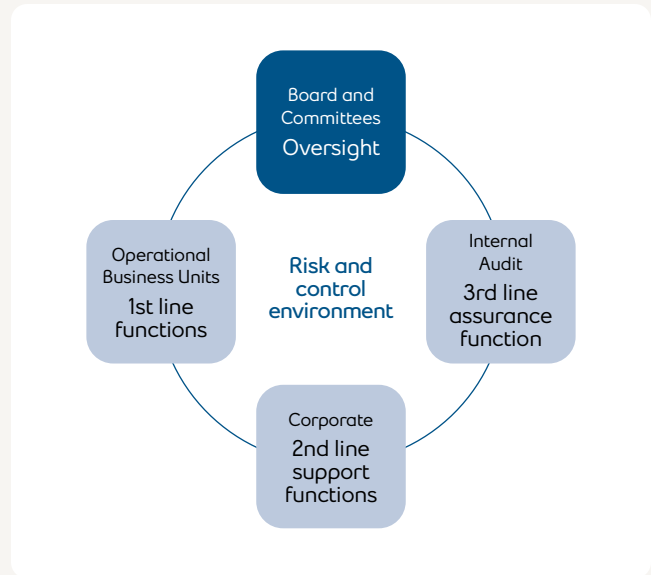 Board and
Committees
Oversight
Operational
Business Units
1st line
functions
Risk and
control
environment
Internal
Audit
3rd line
assurance
function
Corporate
2nd line
support
functions